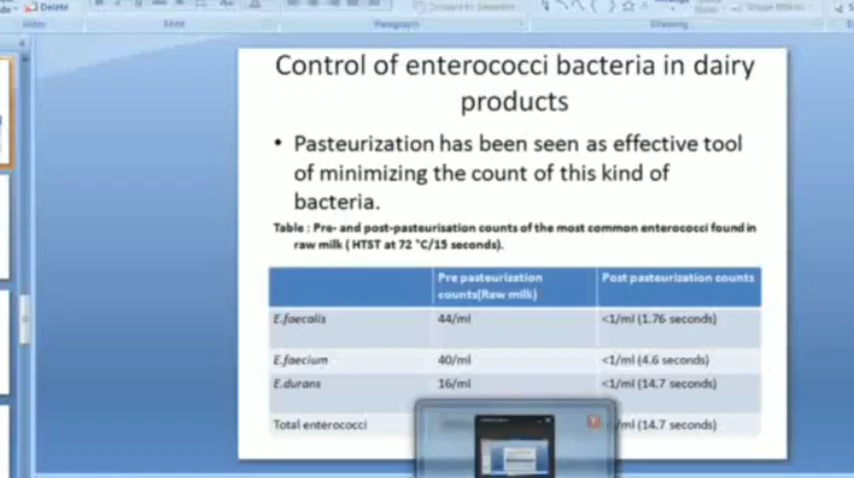 Delete
Control of enterococci bacteria in dairy
products
• Pasteurization has been seen as effective tool
of minimizing the count of this kind of
bacteria.
Table : Pre- and post-pasteurisation counts of the most common enterococci found in
raw milk ( HTST at 72 °C/15 seconds).
Pre pasteurization Post pasteurization counts
counts(Raw milk)
E.faecalis 44/ml <1/ml (1.76 seconds)
E.faecium 40/ml <1/ml (4.6 seconds)
E.durans 16/ml <1/ml (14.7 seconds)
Total enterococci /ml (14.7 seconds)